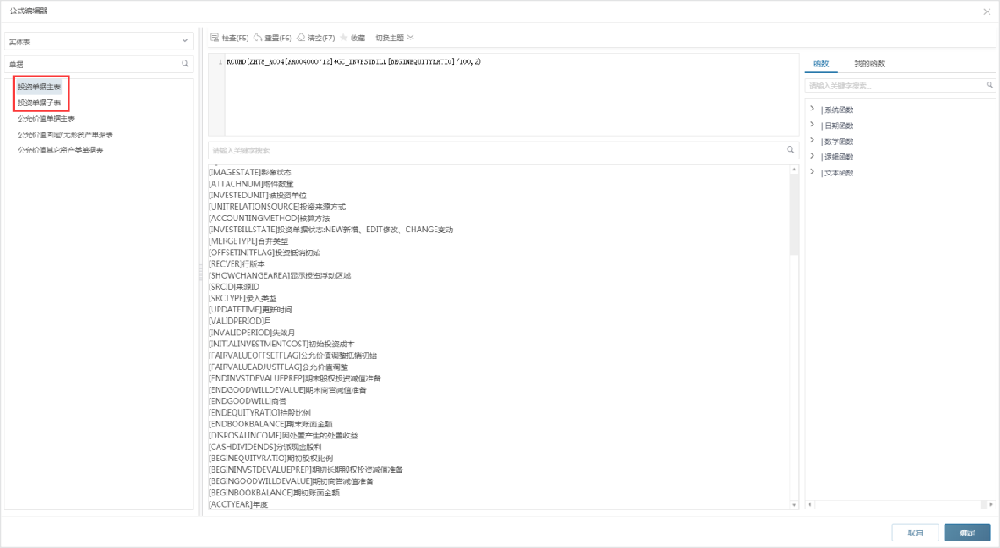 公式编辑器
实体表
单据
投资单据主表
投资单据子表
公允价值单据主表
公允价值固定/无形资产单据表
公允价值其它资产类单据表
检查(F5) 重置(F6) 清空(F7) 收藏 切换主题
1 ROUND(ZHT8_AC04[AA004000712]*GC_INVESTBILL[BEGINEQUITYRATIO]/100,2)
请输入关键字搜索...
[IMAGESTATE]影像状态
[ATTACHNUM]附件数量
[INVESTEDUNIT]被投资单位
[UNITRELATIONSOURCE]投资来源方式
[ACCOUNTINGMETHOD]核算方法
[INVESTBILLSTATE]投资单据状态:NEW新增、EDIT修改、CHANGE变动
[MERGETYPE]合并类型
[OFFSETINITFLAG]投资抵销初始
[RECVER]行版本
[SHOWCHANGEAREA]显示投资浮动区域
[SRCID]来源ID
[SRCTYPE]录入类型
[UPDATETIME]更新时间
[VALIDPERIOD]月
[INVALIDPERIOD]失效月
[INITIALINVESTMENTCOST]初始投资成本
[FAIRVALUEOFFSETFLAG]公允价值调整抵销初始
[FAIRVALUEADJUSTFLAG]公允价值调整
[ENDINVSTDEVALUEPREP]期末股权投资减值准备
[ENDGOODWILLDEVALUE]期末商誉减值准备
[ENDGOODWILL]商誉
[ENDEQUITYRATIO]持股比例
[ENDBOOKBALANCE]期末账面金额
[DISPOSALINCOME]因处置产生的处置收益
[CASHDIVIDENDS]分派现金股利
[BEGINEQUITYRATIO]期初股权比例
[BEGININVSTDEVALUEPREP]期初长期股权投资减值准备
[BEGINGOODWILLDEVALUE]期初商誉减值准备
[BEGINBOOKBALANCE]期初账面金额
[ACCTYEAR]年度
函数 我的函数
请输入关键字搜索...
系统函数
日期函数
数学函数
逻辑函数
文本函数
取消 确定